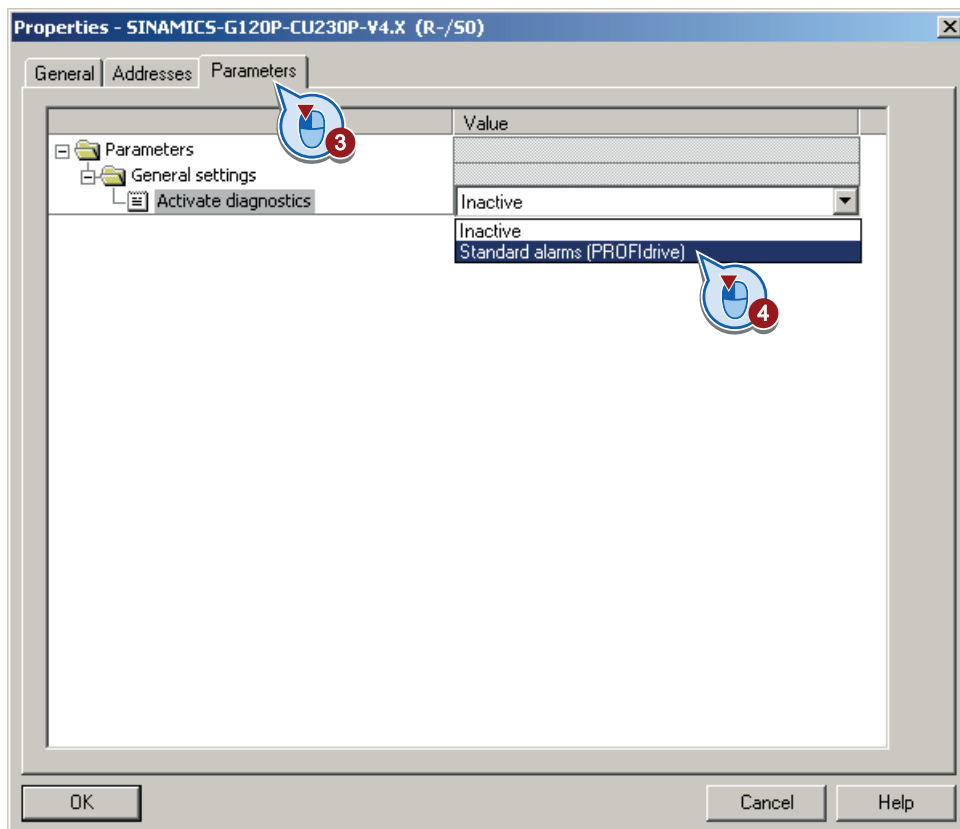 Properties - SINAMICS-G120P-CU230P-V4.X (R-/S0)
General Addresses Parameters
3
Value
Parameters
General settings
Activate diagnostics Inactive
Inactive
Standard alarms (PROFIdrive)
4
OK Cancel Help